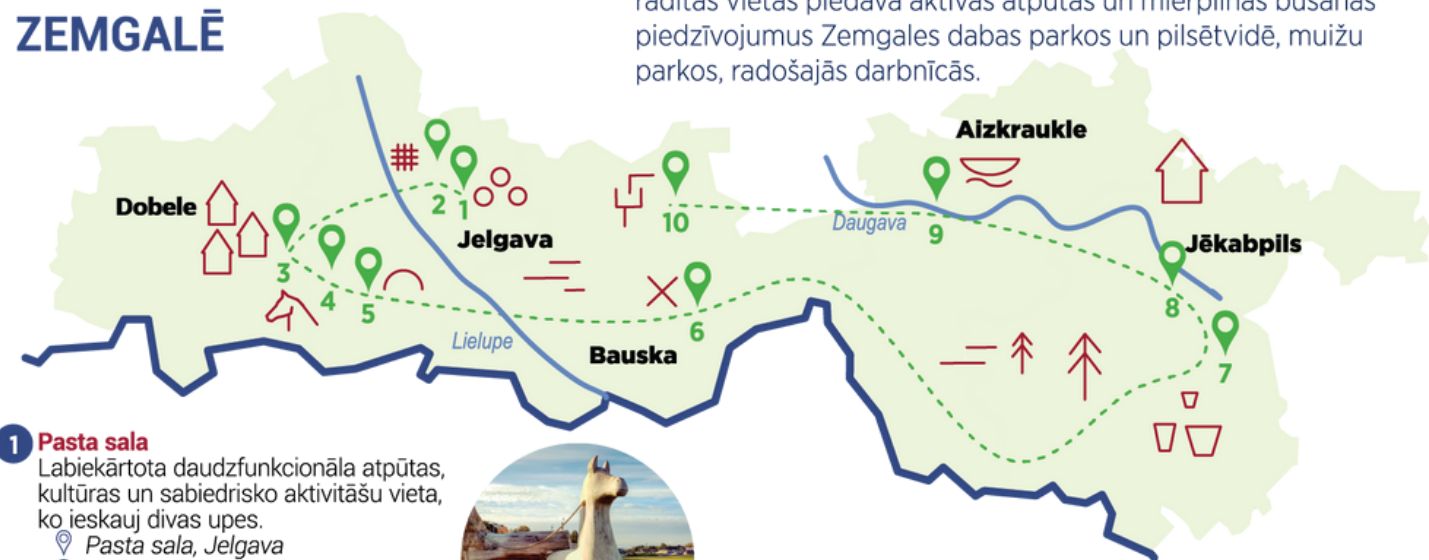 ZEMGALĒ
radītās vietas piedāvā aktīvas atpūtas un mierpilnas būšanas
piedzīvojumus Zemgales dabas parkos un pilsētvidē, muižu
parkos, radošajās darbnīcās.
Aizkraukle
Dobele
2
1
10
Daugava
9
Jelgava
Jēkabpils
3
4
5
8
6
Lielupe
Bauska
7
1 Pasta sala
Labiekārtota daudzfunkcionāla atpūtas,
kultūras un sabiedrisko aktivitāšu vieta,
ko ieskauj divas upes.
Pasta sala, Jelgava